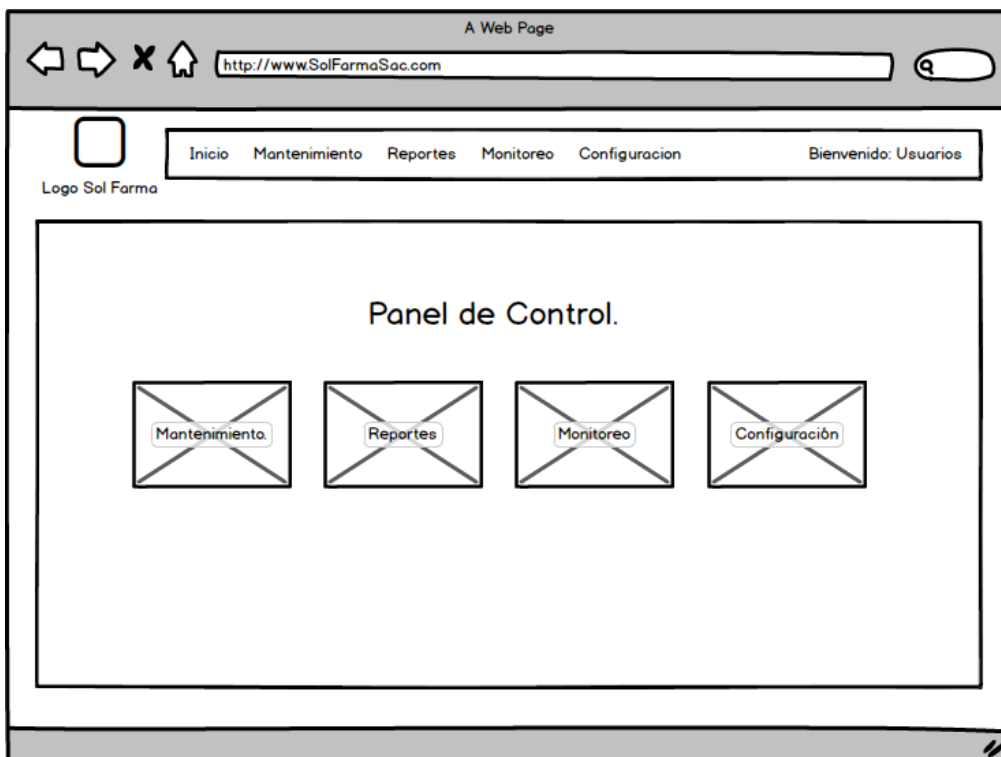 A Web Page
http://www.SolFarmaSac.com
Inicio Mantenimiento Reportes Monitoreo Configuracion Bienvenido: Usuarios
Logo Sol Farma
Panel de Control.
Mantenimiento. Reportes Monitoreo Configuración